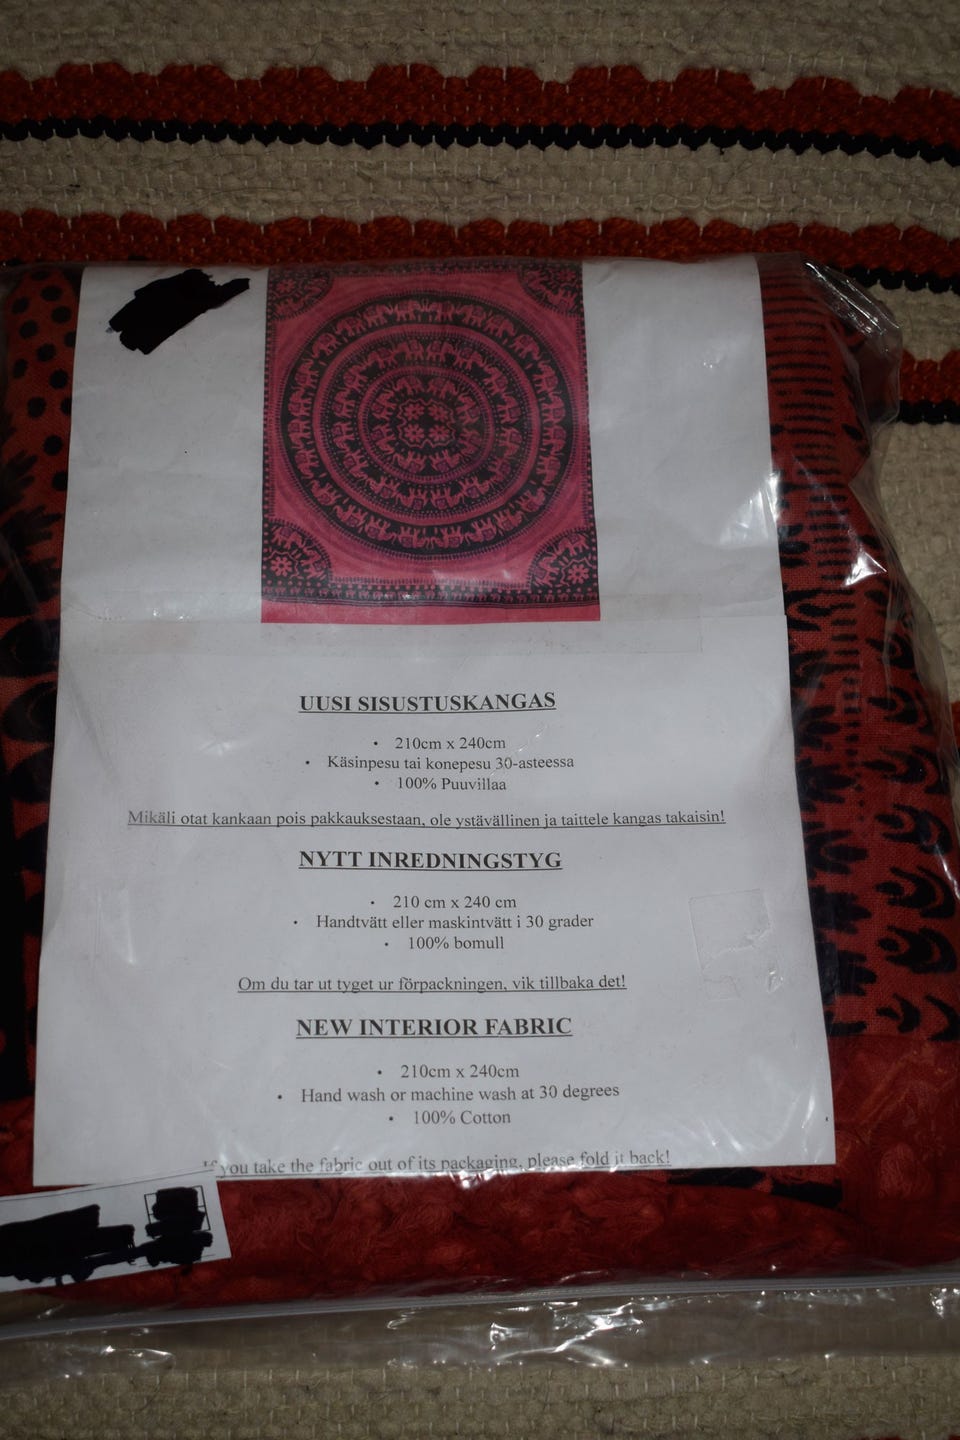 UUSI SISUSTUSKANGAS
• 210cm x 240cm
• Käsinpesu tai konepesu 30-asteessa
• 100% Puuvillaa
Mikäli otat kankaan pois pakkauksestaan, ole ystävällinen ja taittele kangas takaisin!
NYTT INREDNINGSTYG
• 210 cm x 240 cm
• Handtvätt eller maskintvätt i 30 grader
• 100% bomull
Om du tar ut tyget ur förpackningen, vik tillbaka det!
NEW INTERIOR FABRIC
• 210cm x 240cm
• Hand wash or machine wash at 30 degrees
• 100% Cotton
If you take the fabric out of its packaging, please fold it back!